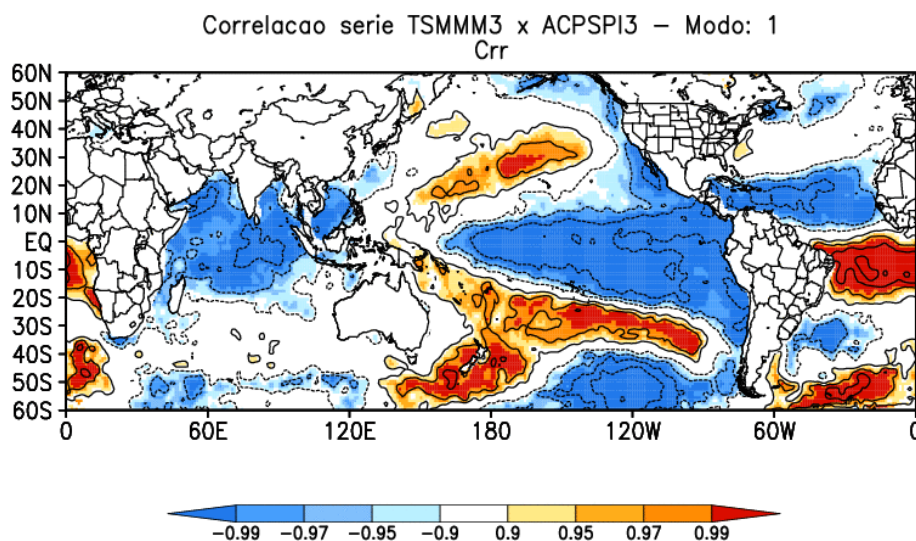 Correlacao serie TSMMM3 x ACPSPI3 – Modo: 1
Crr
60N
50N
40N
30N
20N
10N
EQ
10S
20S
30S
40S
50S
60S
0 60E 120E 180 120W 60W 0
-0.99 -0.97 -0.95 -0.9 0.9 0.95 0.97 0.99